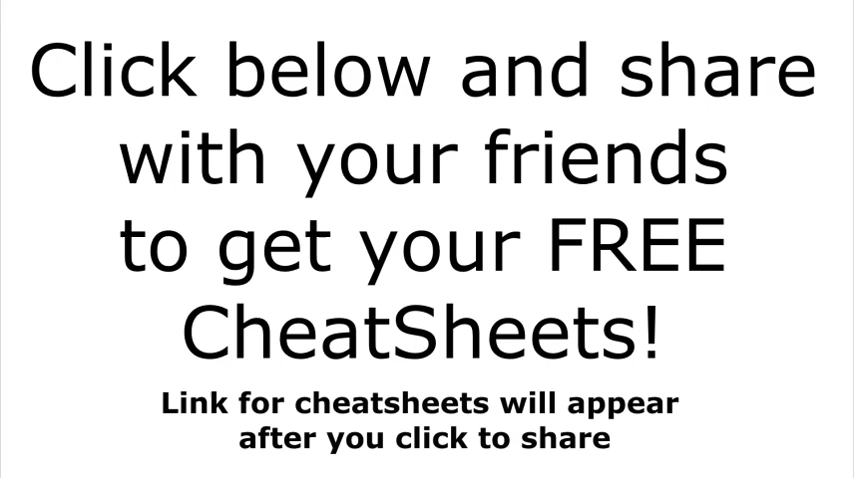 Click below and share
with your friends
to get your FREE
CheatSheets!
Link for cheatsheets will appear
after you click to share